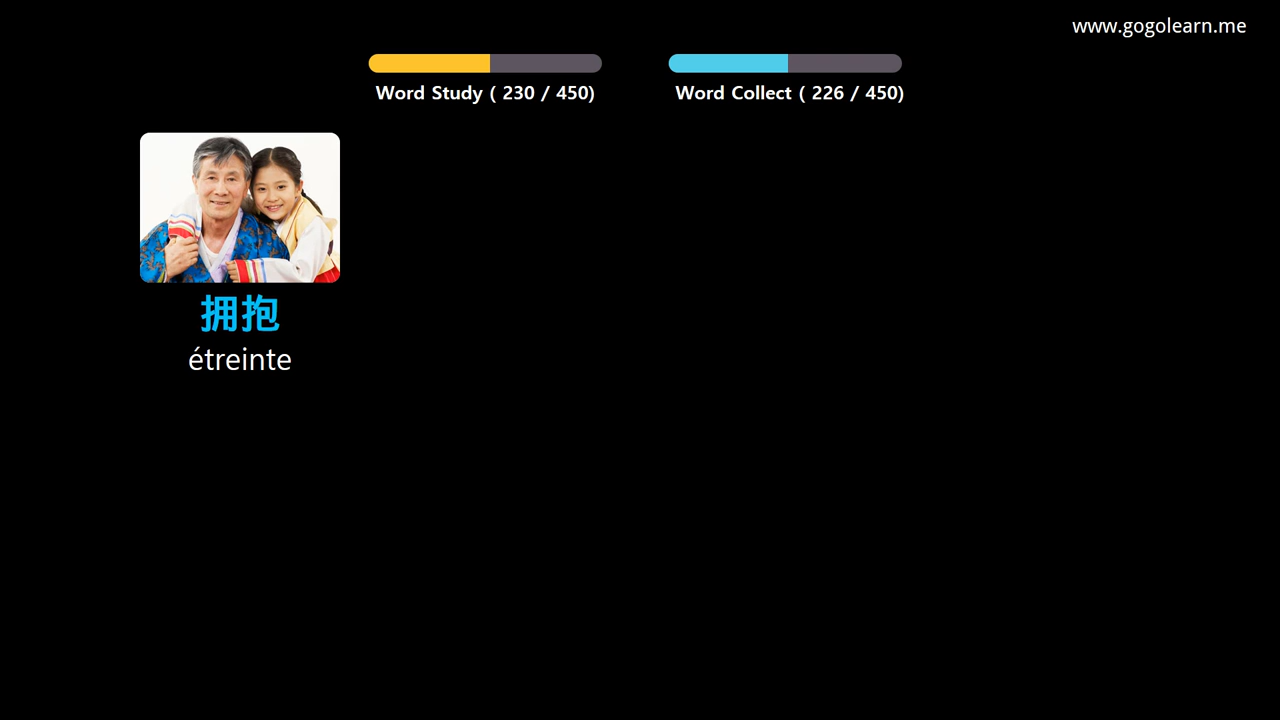 www.gogolearn.me
Word Study ( 230 / 450)
Word Collect ( 226 / 450)
拥抱
étreinte